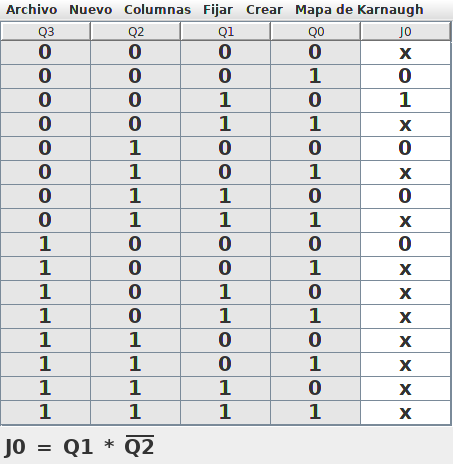 Archivo Nuevo Columnas Fijar Crear Mapa de Karnaugh
Q3 Q2 Q1 Q0 J0
0 0 0 0 x
0 0 0 1 0
0 0 1 0 1
0 0 1 1 x
0 1 0 0 0
0 1 0 1 x
0 1 1 0 0
0 1 1 1 x
1 0 0 0 0
1 0 0 1 x
1 0 1 0 x
1 0 1 1 x
1 1 0 0 x
1 1 0 1 x
1 1 1 0 x
1 1 1 1 x
J0 = Q1 * Q̅2̅